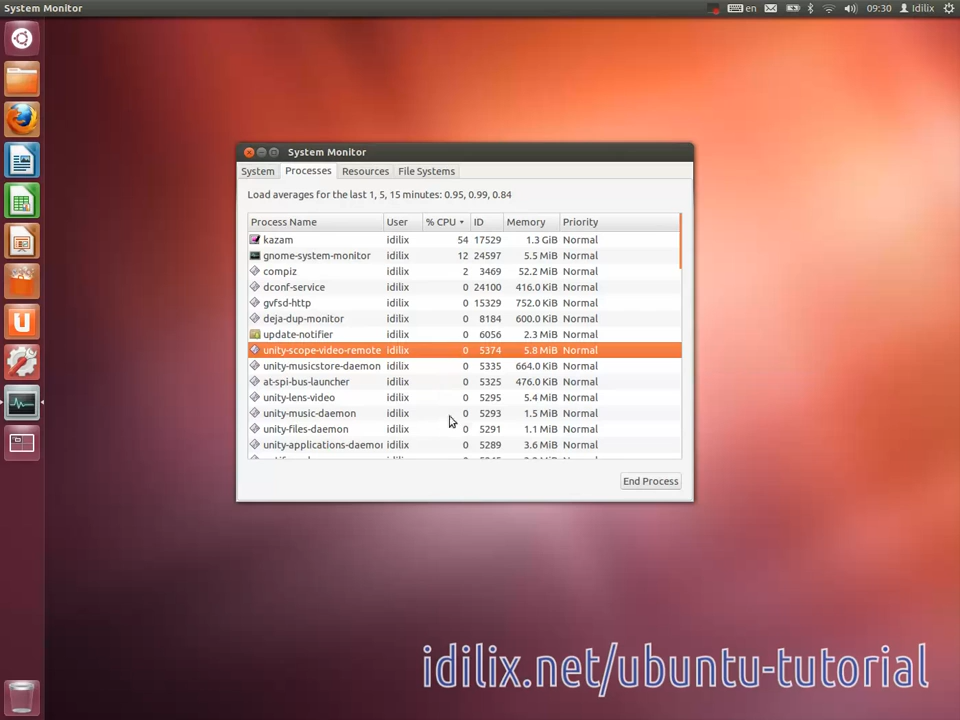 System Monitor
en 09:30 Idilix
System Monitor
System Processes Resources File Systems
Load averages for the last 1, 5, 15 minutes: 0.95, 0.99, 0.84
Process Name User % CPU ID Memory Priority
kazam idilix 54 17529 1.3 GiB Normal
gnome-system-monitor idilix 12 24597 5.5 MiB Normal
compiz idilix 2 3469 52.2 MiB Normal
dconf-service idilix 0 24100 416.0 KiB Normal
gvfsd-http idilix 0 15329 752.0 KiB Normal
deja-dup-monitor idilix 0 8184 600.0 KiB Normal
update-notifier idilix 0 6056 2.3 MiB Normal
unity-scope-video-remote idilix 0 5374 5.8 MiB Normal
unity-musicstore-daemon idilix 0 5335 664.0 KiB Normal
at-spi-bus-launcher idilix 0 5325 476.0 KiB Normal
unity-lens-video idilix 0 5295 5.4 MiB Normal
unity-music-daemon idilix 0 5293 1.5 MiB Normal
unity-files-daemon idilix 0 5291 1.1 MiB Normal
unity-applications-daemon idilix 0 5289 3.6 MiB Normal
End Process
idilix.net/ubuntu-tutorial